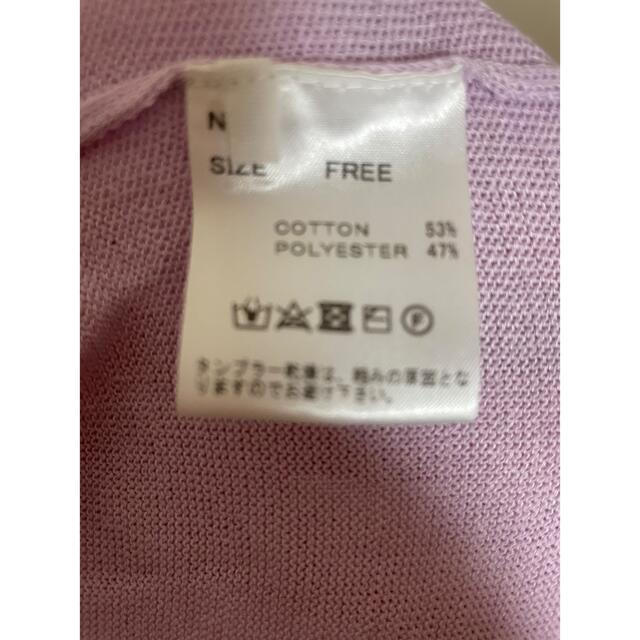 N
SIZE FREE
COTTON 53%
POLYESTER 47%
F
タンブラー乾燥は、縮みの原因とな
りますのでお避け下さい。